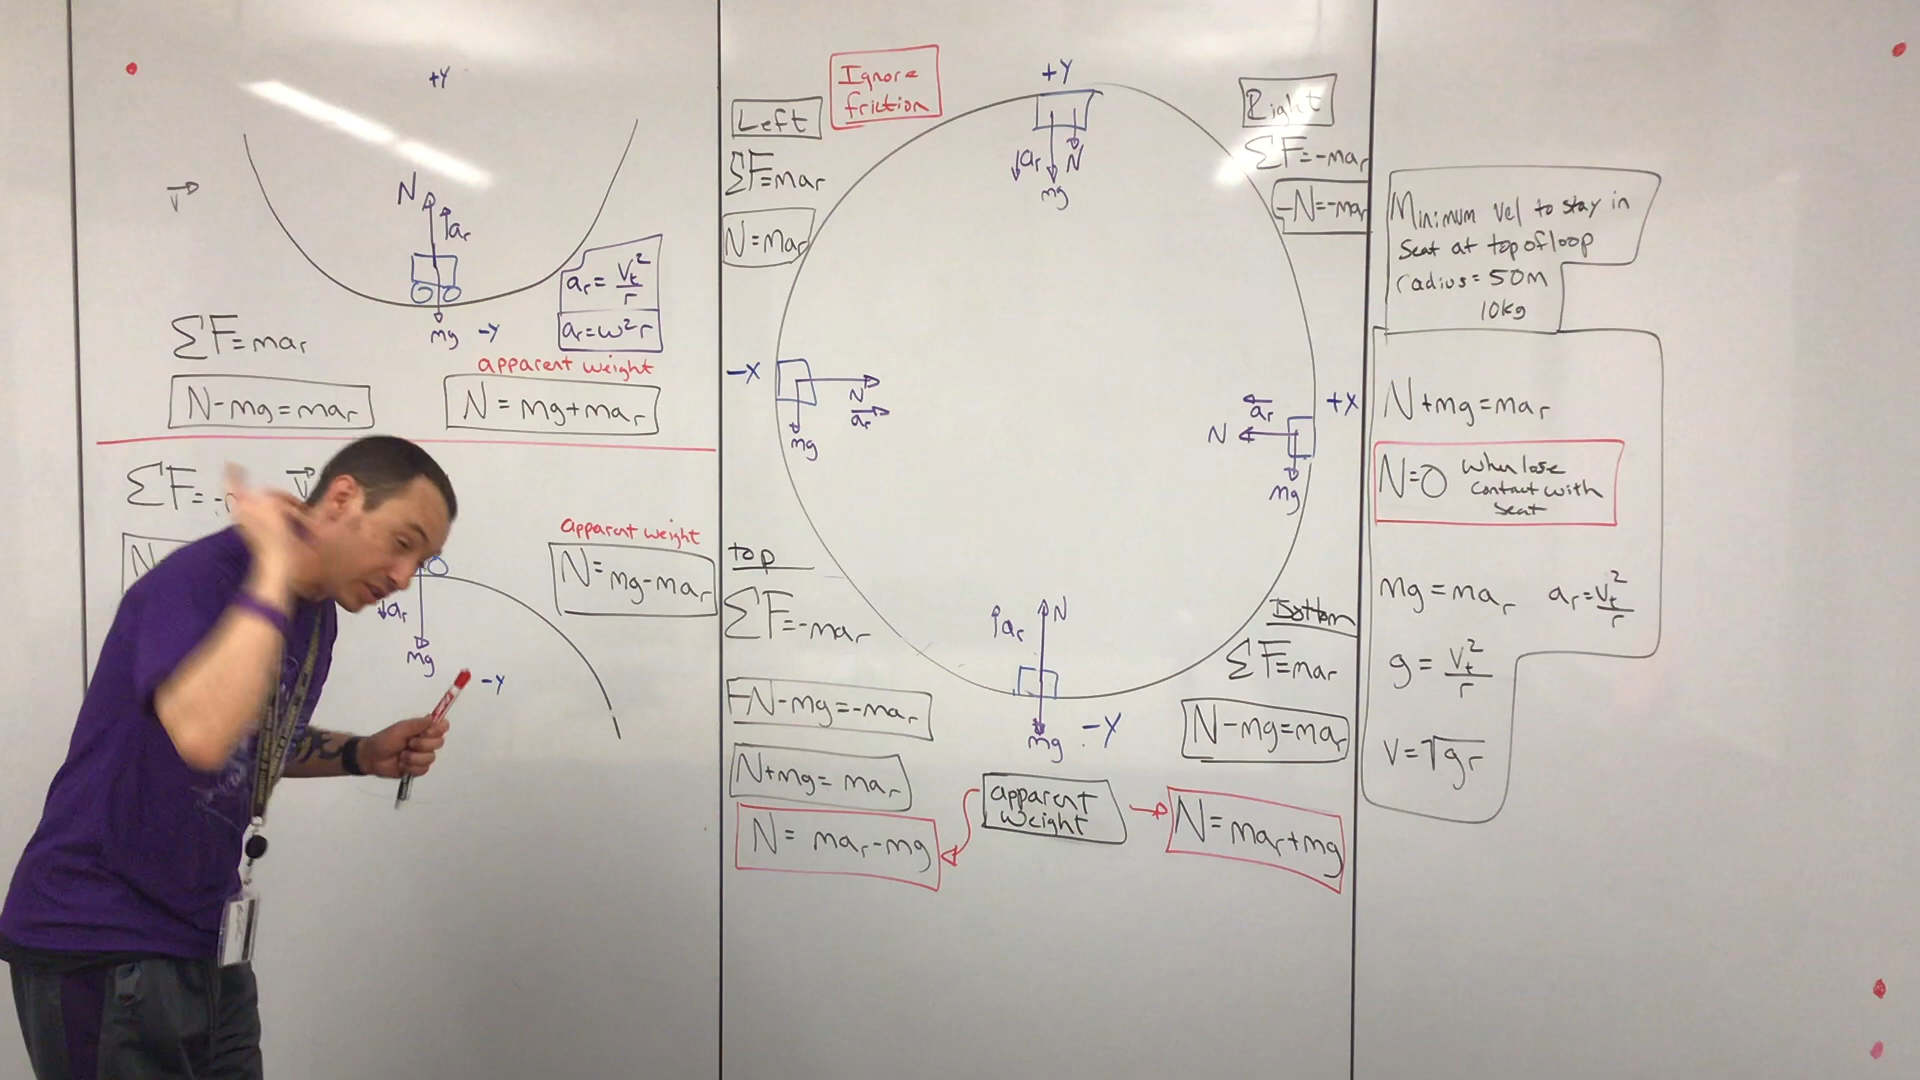 +Y
V
N
ar
mg -Y
ar = Vt²/r
ar = ω²r
ΣF=mar
apparent weight
N-mg=mar
N = mg+mar
ΣF=-
V
N
ar
mg
-Y
apparent weight
N=mg-mar
Ignore
friction
Left
ΣF=mar
N=mar
+Y
ar
N
mg
Right
ΣF=-mar
-N=-mar
-X
N
ar
mg
+X
ar
N
mg
top
ΣF=-mar
-N-mg=-mar
N+mg=mar
N= mar-mg
ar
N
mg
-Y
apparent
weight
Bottom
ΣF=mar
N-mg=mar
N=mar+mg
Minimum vel to stay in
Seat at top of loop
radius= 50m
10kg
N+mg=mar
N=0 when lose
contact with
seat
mg=mar ar=Vt²/r
g = Vt²/r
V=√gr